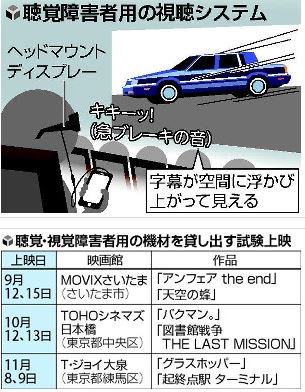 聴覚障害者用の視聴システム
ヘッドマウント
ディスプレー
キキーッ!
(急ブレーキの音)
字幕が空間に浮かび
上がって見える
聴覚・視覚障害者用の機材を貸し出す試験上映
上映日 映画館 作品
9月
12、15日
MOVIXさいたま
(さいたま市)
「アンフェア the end」
「天空の蜂」
10月
12、13日
TOHOシネマズ
日本橋
(東京都中央区)
「バクマン。」
「図書館戦争
THE LAST MISSION」
11月
8、9日
T・ジョイ大泉
(東京都練馬区)
「グラスホッパー」
「起終点駅 ターミナル」